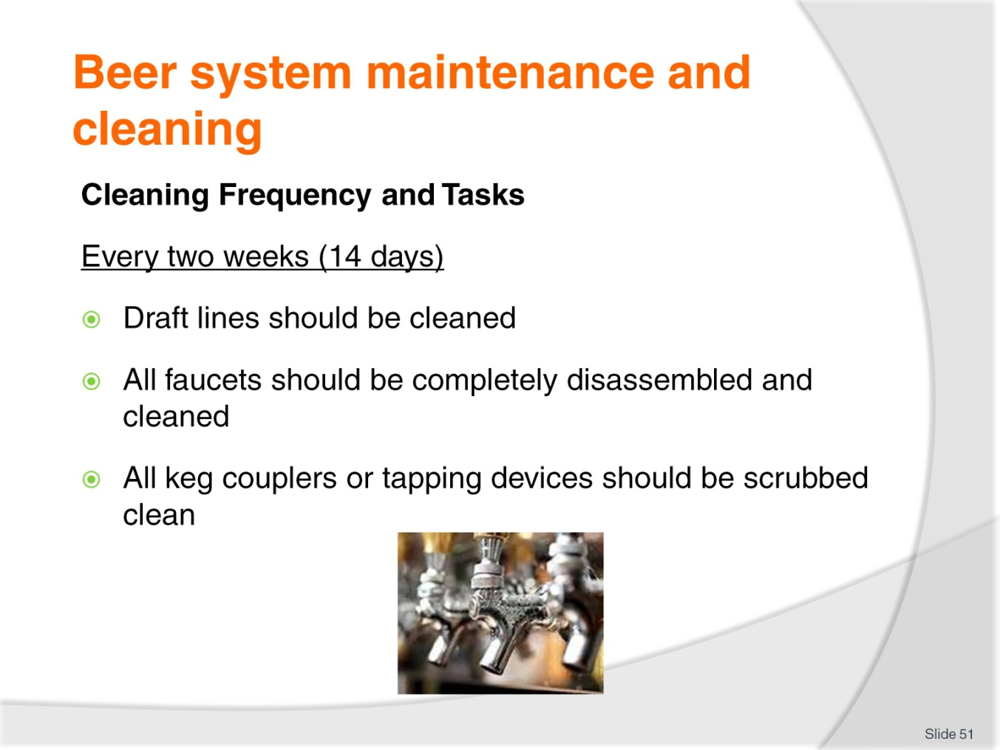 Beer system maintenance and
cleaning
Cleaning Frequency and Tasks
Every two weeks (14 days)
Draft lines should be cleaned
All faucets should be completely disassembled and
cleaned
All keg couplers or tapping devices should be scrubbed
clean
Slide 51